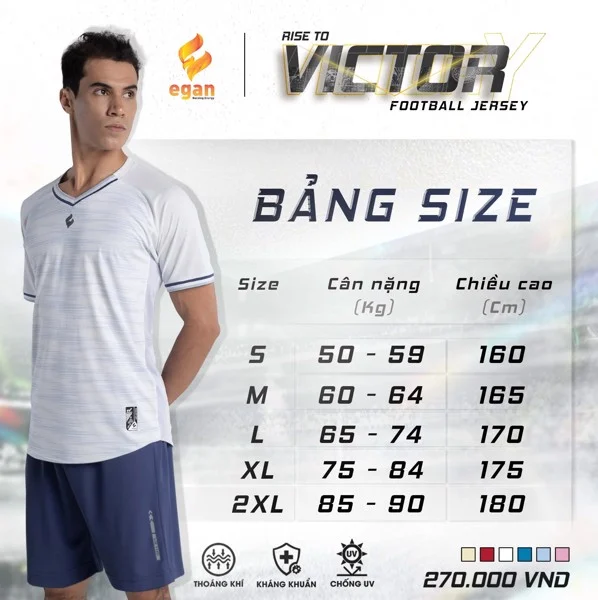 egan
RISE TO
VICTORY
FOOTBALL JERSEY
BẢNG SIZE
Size Cân nặng (Kg) Chiều cao (Cm)
S 50 - 59 160
M 60 - 64 165
L 65 - 74 170
XL 75 - 84 175
2XL 85 - 90 180
UV
THOÁNG KHÍ KHÁNG KHUẨN CHỐNG UV
270.000 VND